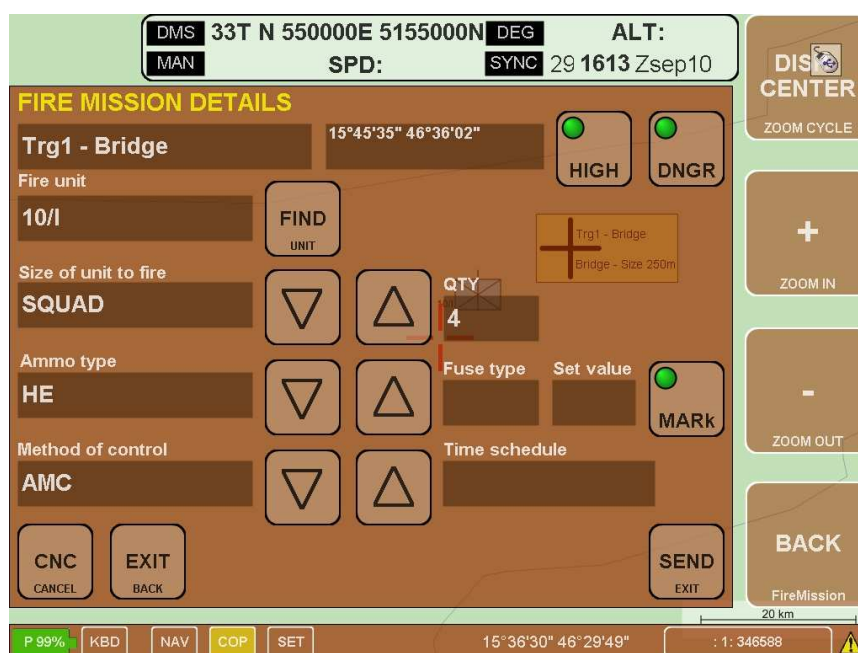 DMS 33T N 550000E 5155000N DEG ALT:
MAN SPD: SYNC 29 1613 Zsep10
CENTER
ZOOM CYCLE
FIRE MISSION DETAILS
Trg1 - Bridge 15°45'35" 46°36'02"
HIGH DNGR
Fire unit
10/I FIND
UNIT
Trg1 - Bridge
Bridge - Size 250m
+
ZOOM IN
Size of unit to fire QTY
SQUAD 4
Ammo type Fuse type Set value
HE MARk
-
ZOOM OUT
Method of control Time schedule
AMC
CNC EXIT SEND
CANCEL BACK EXIT
BACK
FireMission
20 km
P 99% KBD NAV COP SET 15°36'30" 46°29'49" : 1: 346588